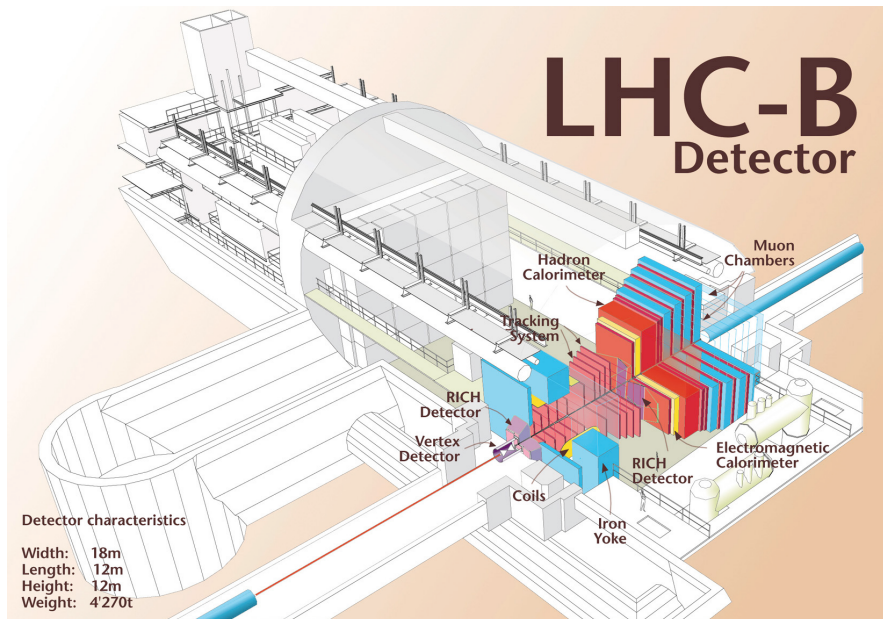 LHC-B
Detector
Muon
Chambers
Hadron
Calorimeter
Tracking
System
RICH
Detector
Vertex
Detector
Coils
Iron
Yoke
RICH
Detector
Electromagnetic
Calorimeter
Detector characteristics
Width: 18m
Length: 12m
Height: 12m
Weight: 4'270t